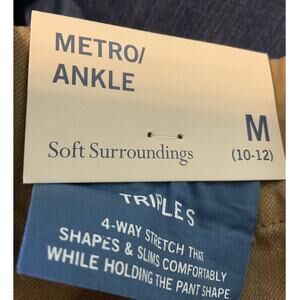 METRO/
ANKLE
M
Soft Surroundings
(10-12)
TRIPLES
4-WAY STRETCH THAT
SHAPES & SLIMS COMFORTABLY
WHILE HOLDING THE PANT SHAPE